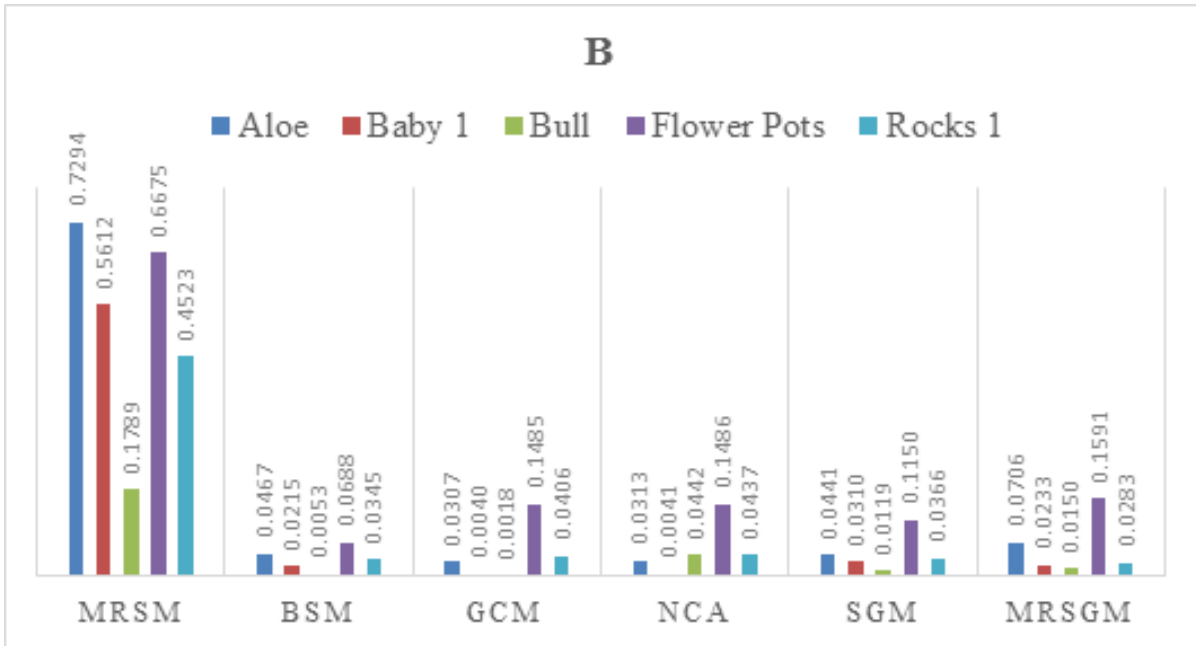 B
Aloe Baby 1 Bull Flower Pots Rocks 1
0.7294 0.5612 0.1789 0.6675 0.4523
0.0467 0.0215 0.0053 0.0688 0.0345
0.0307 0.0040 0.0018 0.1485 0.0406
0.0313 0.0041 0.0442 0.1486 0.0437
0.0441 0.0310 0.0119 0.1150 0.0366
0.0706 0.0233 0.0150 0.1591 0.0283
MRSM BSM GCM NCA SGM MRSGM